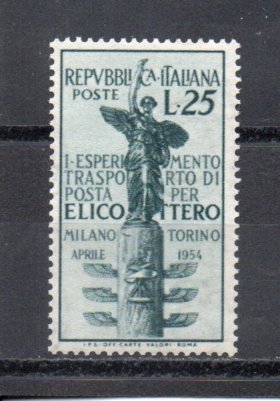 REPVBBLICA·ITALIANA
POSTE L.25
I·ESPERIMENTO
TRASPORTO DI
POSTA PER
ELICOTTERO
MILANO TORINO
APRILE 1954
I.P.S. OFF. CARTE VALORI ROMA